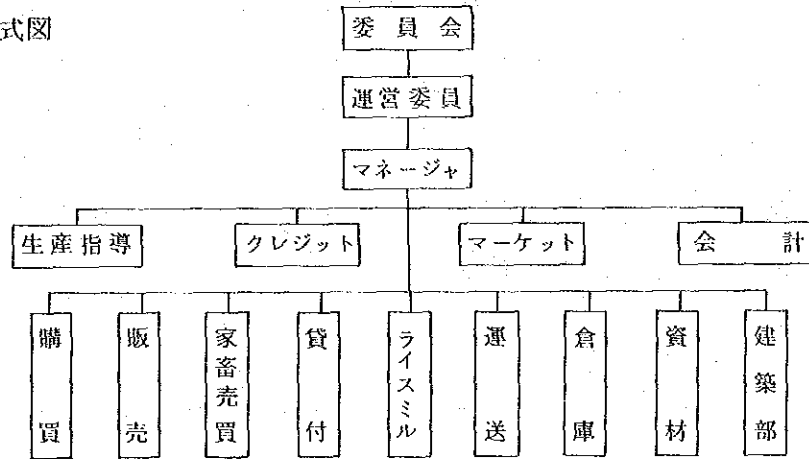 式図
委員会
運営委員
マネージャ
生産指導
クレジット
マーケット
会計
購買
販売
家畜売買
貸付
ライスミル
運送
倉庫
資材
建築部